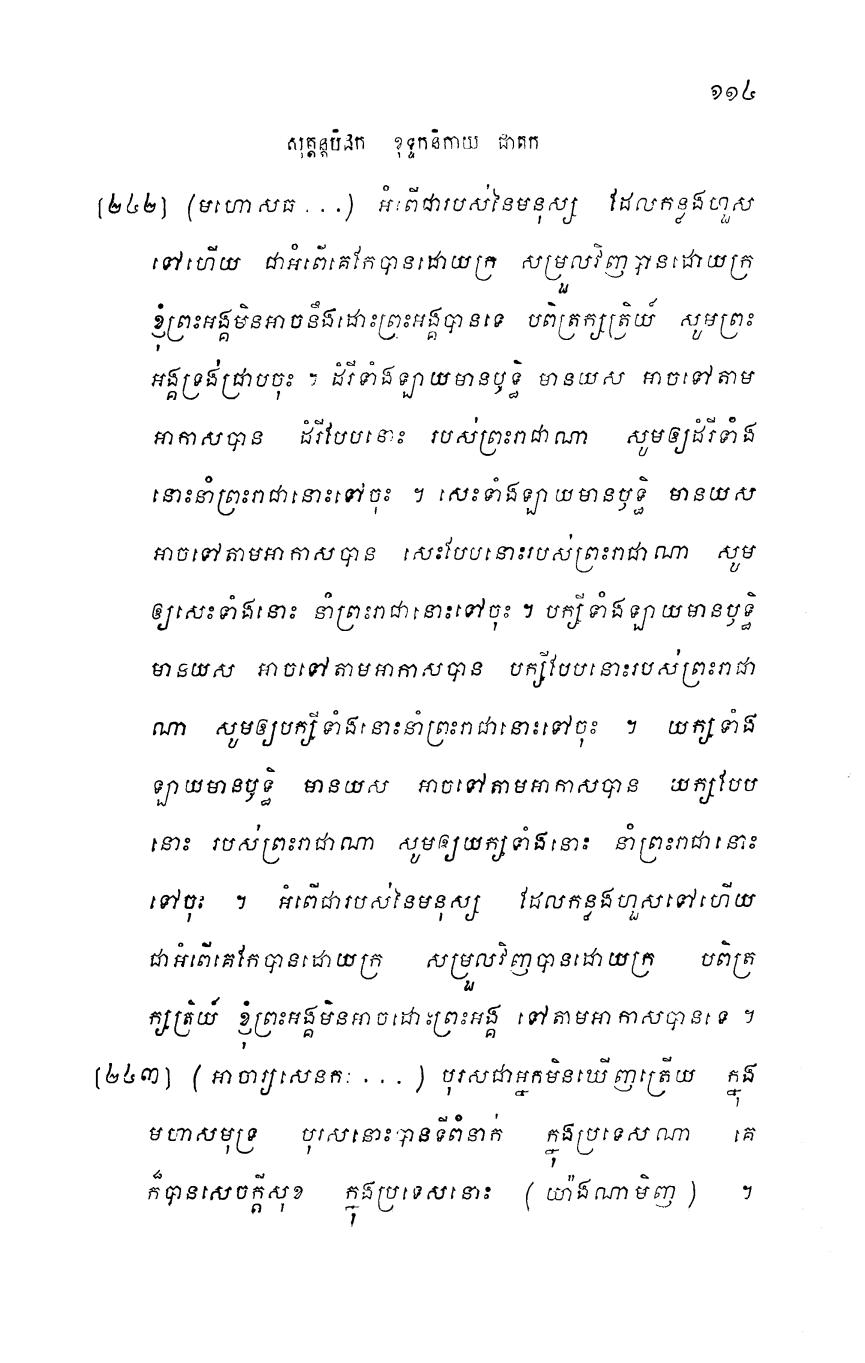 ១១៤
សុត្តន្តបិដក ខុទ្ទកនិកាយ ជាតក
[២៤២] (មហោសធ...) អំពើជារបស់នៃមនុស្ស ដែលកន្លងហួស
ទៅហើយ ជាអំពើគេកែបានដោយក្រ សម្រួលវិញបានដោយក្រ
ខ្ញុំព្រះអង្គមិនអាចនឹងដោះព្រះអង្គបានទេ បពិត្រក្សត្រិយ៍ សូមព្រះ
អង្គទ្រង់ជ្រាបចុះ ។ ដំរីទាំងឡាយមានឫទ្ធិ មានយស អាចទៅតាម
អាកាសបាន ដំរីបែបនោះ របស់ព្រះរាជាណា សូមឲ្យដំរីទាំង
នោះនាំព្រះរាជានោះទៅចុះ ។ សេះទាំងឡាយមានឫទ្ធិ មានយស
អាចទៅតាមអាកាសបាន សេះបែបនោះរបស់ព្រះរាជាណា សូម
ឲ្យសេះទាំងនោះ នាំព្រះរាជានោះទៅចុះ ។ បក្សីទាំងឡាយមានឫទ្ធិ
មានយស អាចទៅតាមអាកាសបាន បក្សីបែបនោះរបស់ព្រះរាជា
ណា សូមឲ្យបក្សីទាំងនោះនាំព្រះរាជានោះទៅចុះ ។ យក្សទាំង
ឡាយមានឫទ្ធិ មានយស អាចទៅតាមអាកាសបាន យក្សបែប
នោះ របស់ព្រះរាជាណា សូមឲ្យយក្សទាំងនោះ នាំព្រះរាជានោះ
ទៅចុះ ។ អំពើជារបស់នៃមនុស្ស ដែលកន្លងហួសទៅហើយ
ជាអំពើគេកែបានដោយក្រ សម្រួលវិញបានដោយក្រ បពិត្រ
ក្សត្រិយ៍ ខ្ញុំព្រះអង្គមិនអាចដោះព្រះអង្គ ទៅតាមអាកាសបានទេ ។
[២៤៣] (អាចារ្យសេនកៈ ...) បុរសជាអ្នកមិនឃើញត្រើយ ក្នុង
មហាសមុទ្រ បុរសនោះបានទីពំនាក់ ក្នុងប្រទេសណា គេ
ក៏បានសេចក្តីសុខ ក្នុងប្រទេសនោះ (យ៉ាងណាមិញ) ។